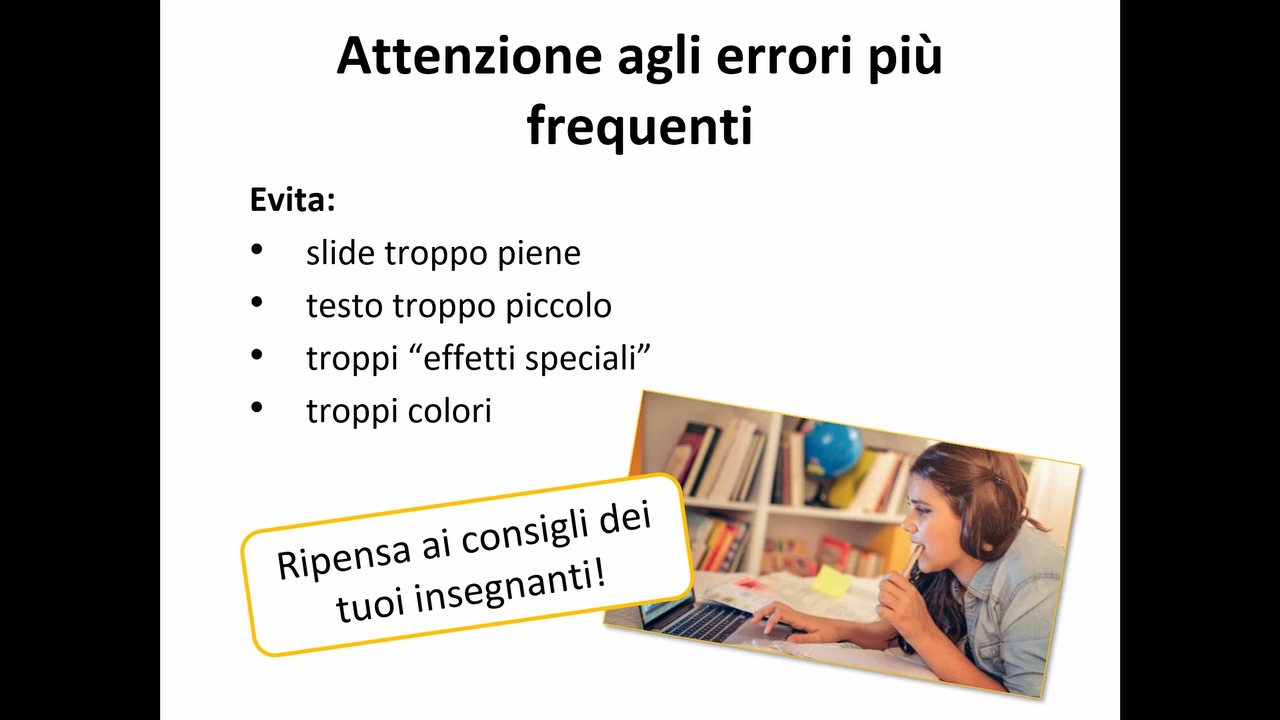 Attenzione agli errori più
frequenti
Evita:
• slide troppo piene
• testo troppo piccolo
• troppi “effetti speciali”
• troppi colori
Ripensa ai consigli dei
tuoi insegnanti!